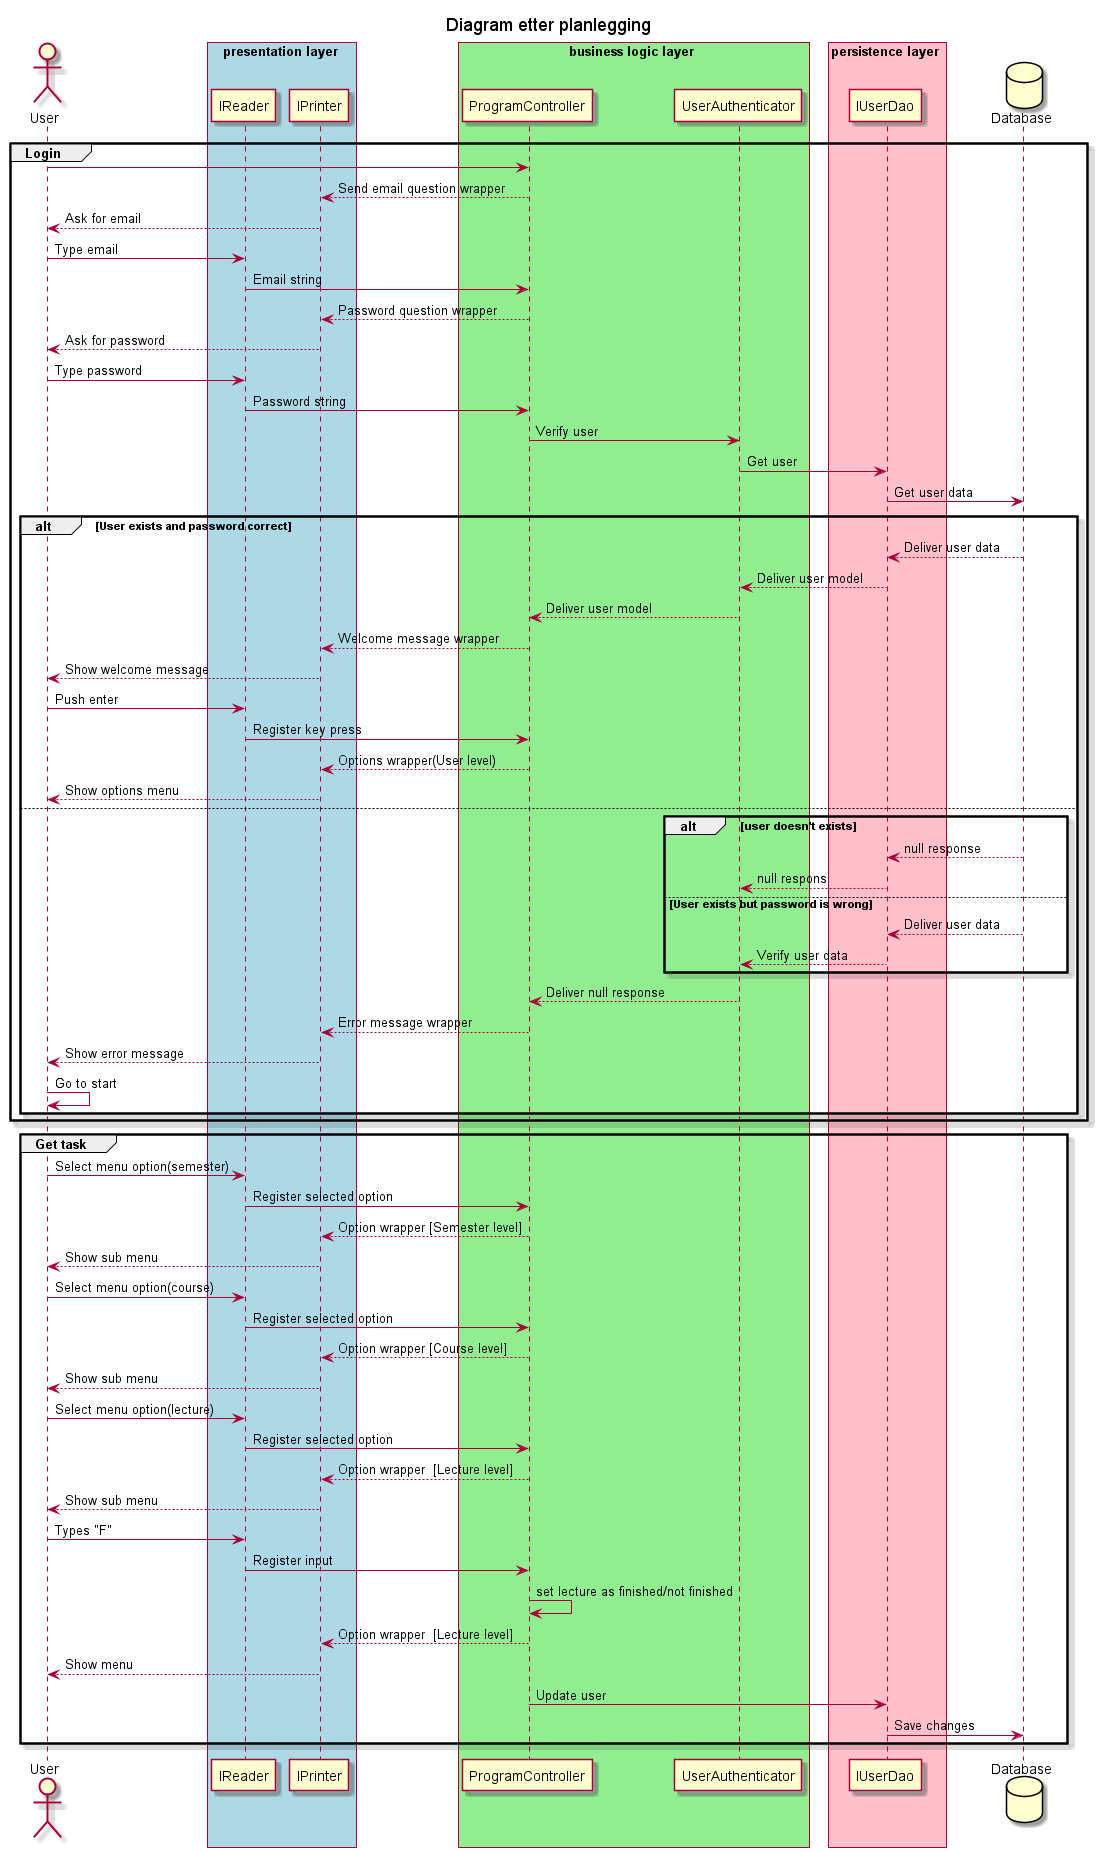 Diagram etter planlegging
presentation layer
business logic layer
persistence layer
User
IReader
IPrinter
ProgramController
UserAuthenticator
IUserDao
Database
Login
Send email question wrapper
Ask for email
Type email
Email string
Password question wrapper
Ask for password
Type password
Password string
Verify user
Get user
Get user data
alt [User exists and password correct]
Deliver user data
Deliver user model
Deliver user model
Welcome message wrapper
Show welcome message
Push enter
Register key press
Options wrapper(User level)
Show options menu
alt [user doesn't exists]
null response
null respons
[User exists but password is wrong]
Deliver user data
Verify user data
Deliver null response
Error message wrapper
Show error message
Go to start
Get task
Select menu option(semester)
Register selected option
Option wrapper [Semester level]
Show sub menu
Select menu option(course)
Register selected option
Option wrapper [Course level]
Show sub menu
Select menu option(lecture)
Register selected option
Option wrapper  [Lecture level]
Show sub menu
Types "F"
Register input
set lecture as finished/not finished
Option wrapper  [Lecture level]
Show menu
Update user
Save changes
User
IReader
IPrinter
ProgramController
UserAuthenticator
IUserDao
Database